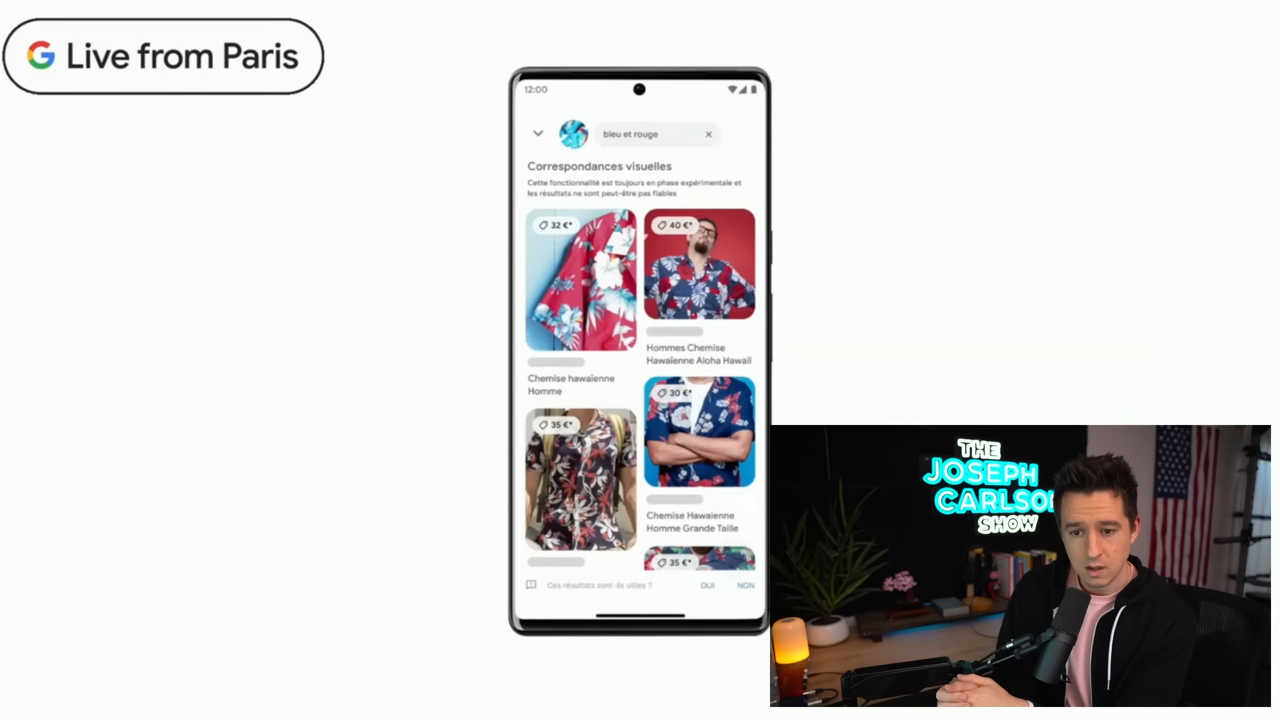 Live from Paris
12:00
bleu et rouge
Correspondances visuelles
Cette fonctionnalité est toujours en phase expérimentale et
les résultats ne sont peut-être pas fiables
32 €*
40 €*
Hommes Chemise
Hawaïenne Aloha Hawaii
Chemise hawaïenne
Homme
30 €*
35 €*
Chemise Hawaïenne
Homme Grande Taille
35 €*
Ces résultats sont-ils utiles ?
OUI
NON
THE
JOSEPH
CARLSON
SHOW